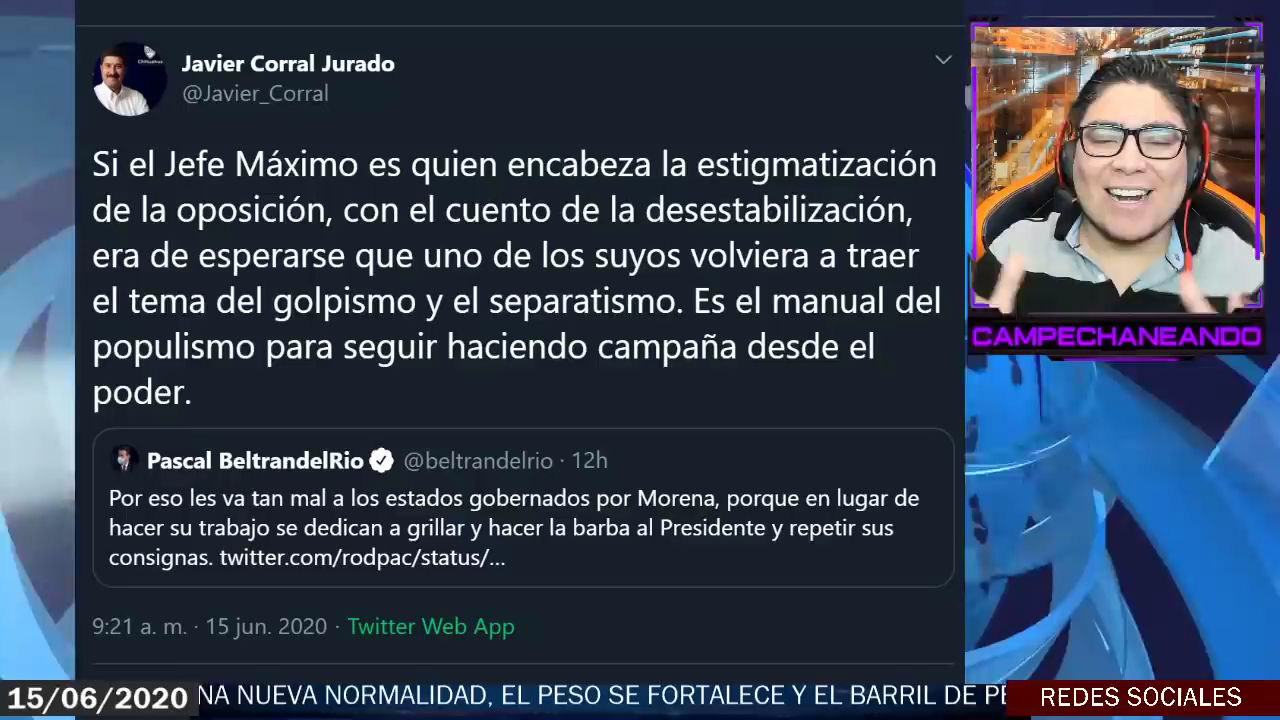 Javier Corral Jurado
@Javier_Corral
Si el Jefe Máximo es quien encabeza la estigmatización
de la oposición, con el cuento de la desestabilización,
era de esperarse que uno de los suyos volviera a traer
el tema del golpismo y el separatismo. Es el manual del
populismo para seguir haciendo campaña desde el
poder.
Pascal BeltrandelRio @beltrandelrio · 12h
Por eso les va tan mal a los estados gobernados por Morena, porque en lugar de
hacer su trabajo se dedican a grillar y hacer la barba al Presidente y repetir sus
consignas. twitter.com/rodpac/status/...
9:21 a. m. · 15 jun. 2020 · Twitter Web App
CAMPECHANEANDO
15/06/2020 NA NUEVA NORMALIDAD, EL PESO SE FORTALECE Y EL BARRIL DE PE REDES SOCIALES